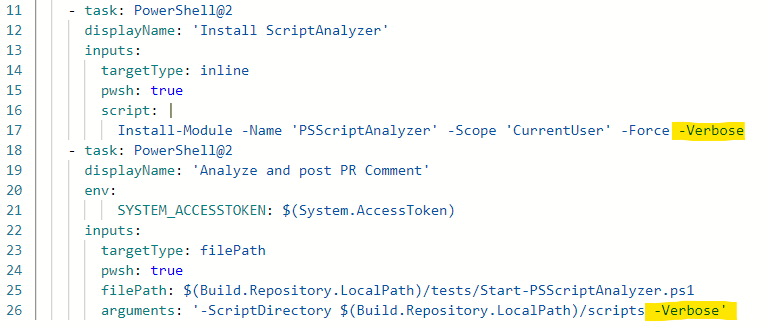 11 - task: PowerShell@2
12 displayName: 'Install ScriptAnalyzer'
13 inputs:
14 targetType: inline
15 pwsh: true
16 script: |
17 Install-Module -Name 'PSScriptAnalyzer' -Scope 'CurrentUser' -Force -Verbose
18 - task: PowerShell@2
19 displayName: 'Analyze and post PR Comment'
20 env:
21 SYSTEM_ACCESSTOKEN: $(System.AccessToken)
22 inputs:
23 targetType: filePath
24 pwsh: true
25 filePath: $(Build.Repository.LocalPath)/tests/Start-PSScriptAnalyzer.ps1
26 arguments: '-ScriptDirectory $(Build.Repository.LocalPath)/scripts -Verbose'